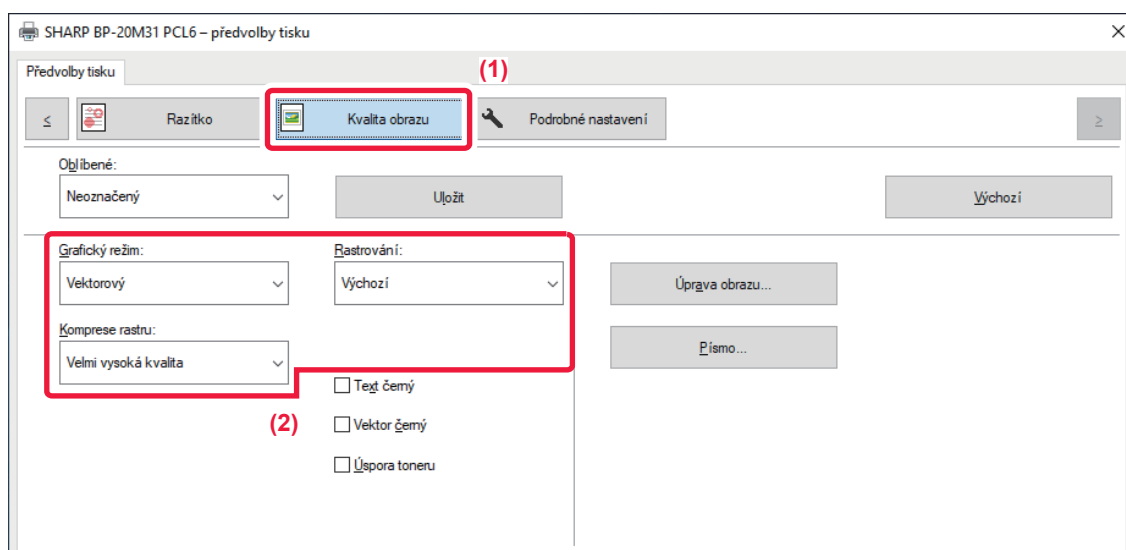 SHARP BP-20M31 PCL6 – předvolby tisku
Předvolby tisku
(1)
< Razítko Kvalita obrazu Podrobné nastavení >
Oblíbené:
Neoznačený Uložit Výchozí
Grafický režim: Rastrování:
Vektorový Výchozí Úprava obrazu...
Komprese rastru:
Písmo...
Velmi vysoká kvalita
Text černý
(2) Vektor černý
Úspora toneru